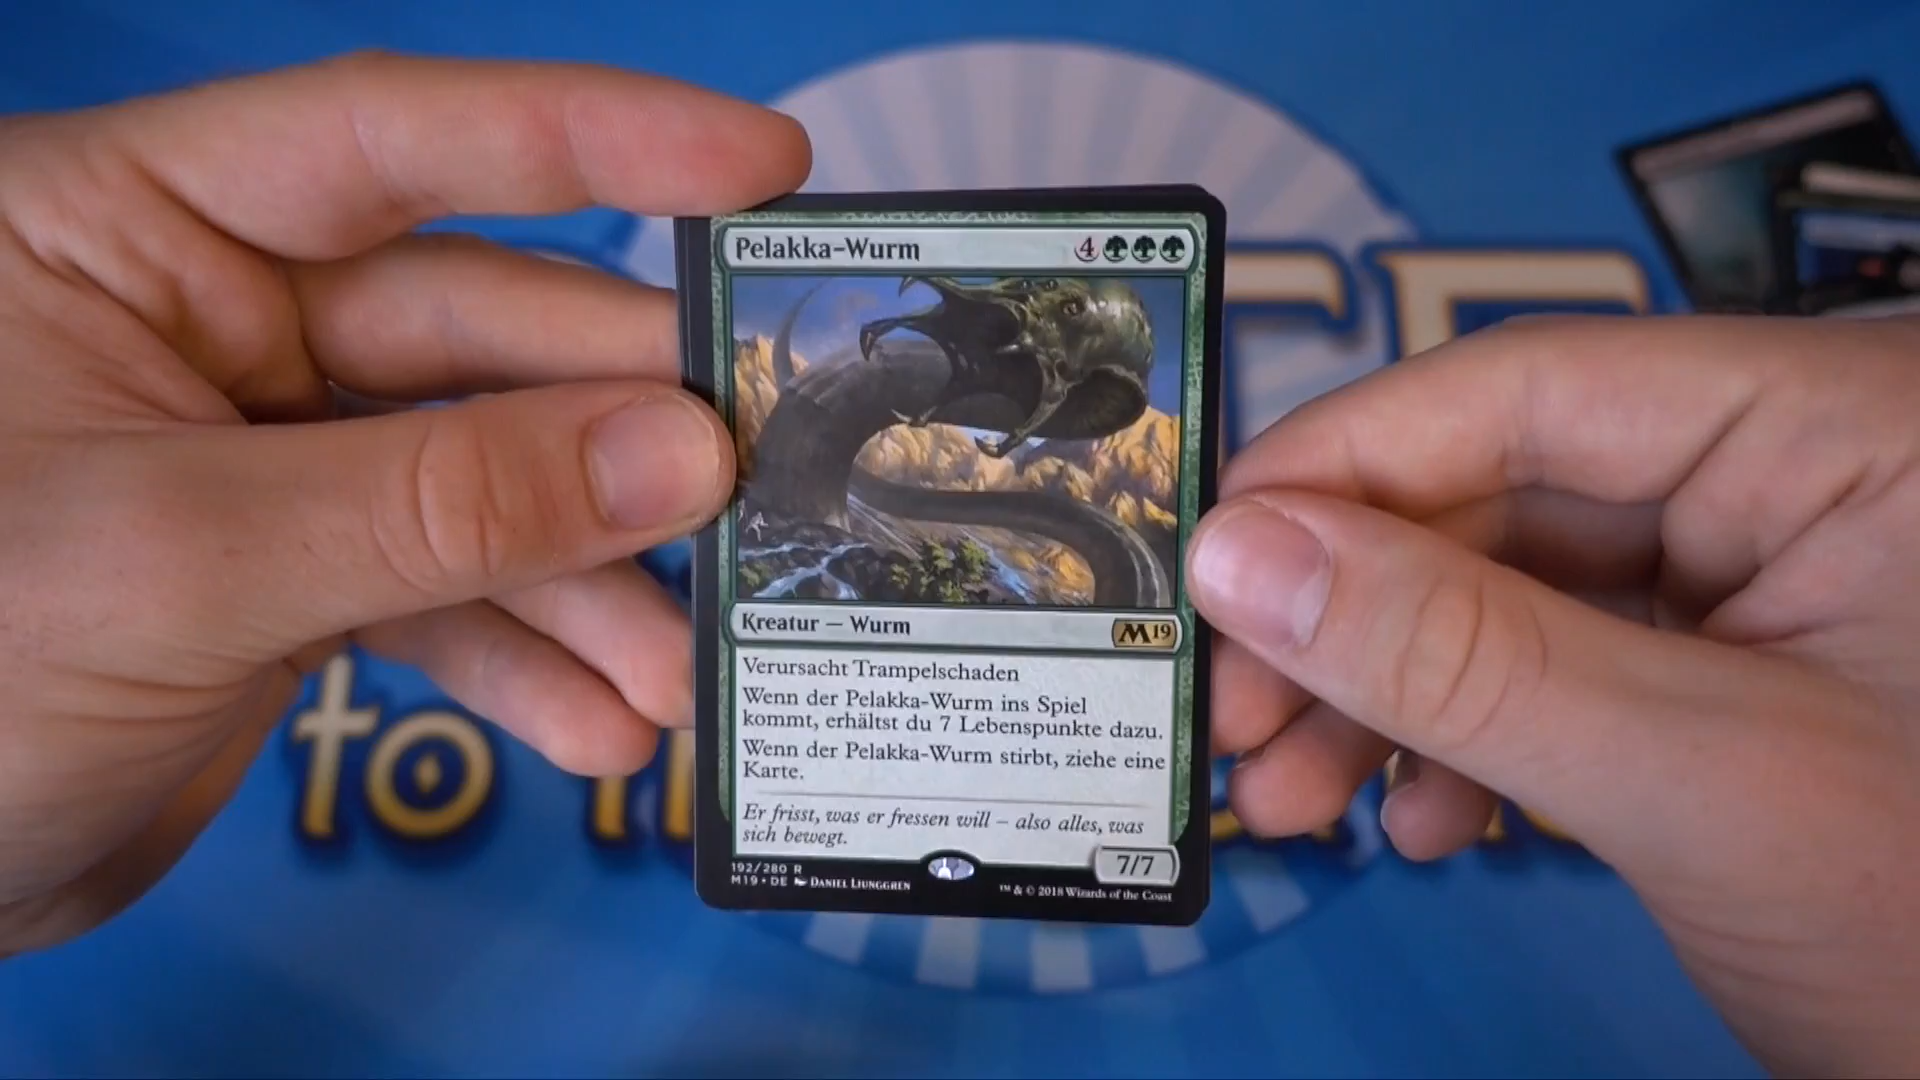 Pelakka-Wurm 4
Kreatur — Wurm M19
Verursacht Trampelschaden
Wenn der Pelakka-Wurm ins Spiel
kommt, erhältst du 7 Lebenspunkte dazu.
Wenn der Pelakka-Wurm stirbt, ziehe eine
Karte.
Er frisst, was er fressen will – also alles, was
sich bewegt.
7/7
192/280 R
M19 • DE Daniel Ljunggren
™ & © 2018 Wizards of the Coast
to